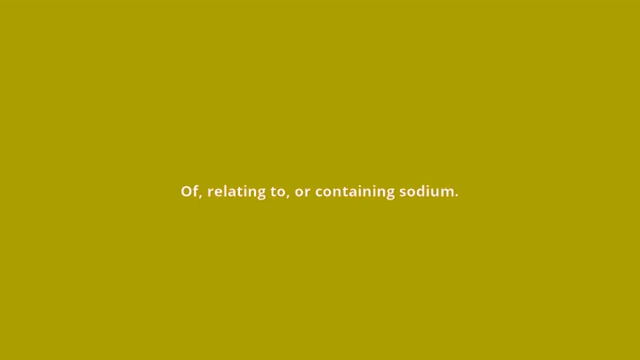 Of, relating to, or containing sodium.